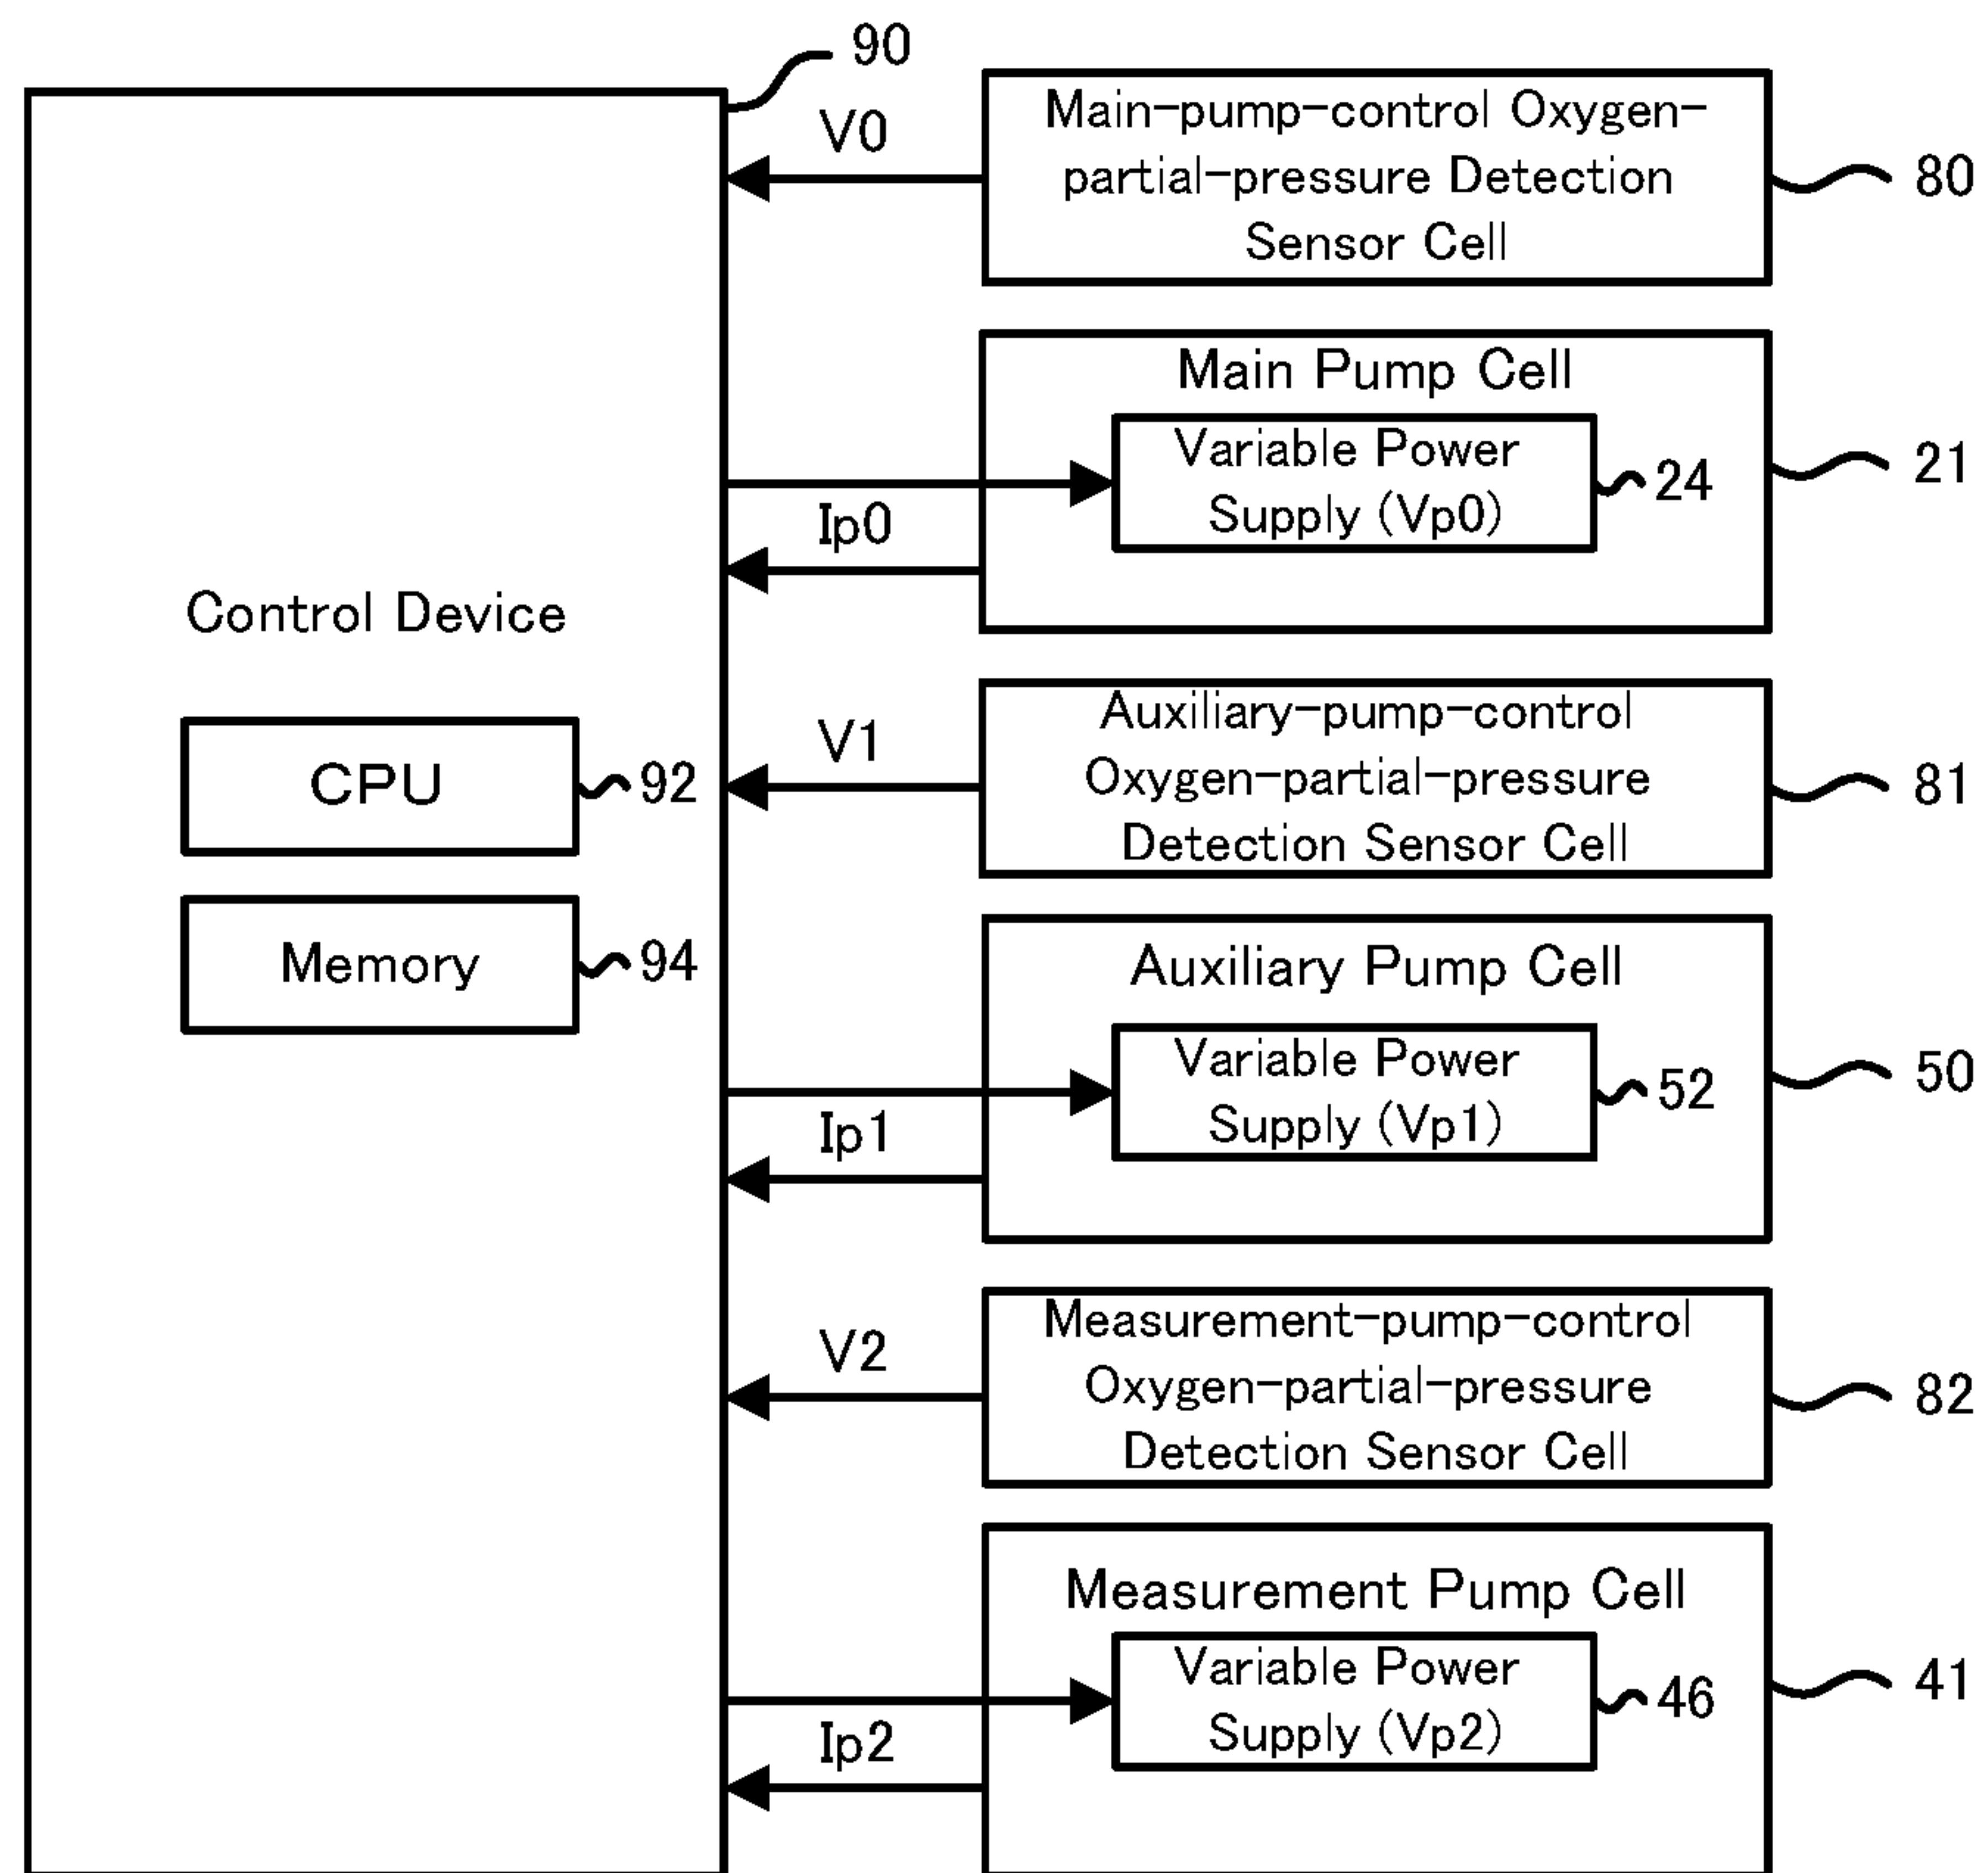 90
V0
Main-pump-control Oxygen-
partial-pressure Detection
Sensor Cell
80
Main Pump Cell
Variable Power
Supply (Vp0)
24
21
Ip0
Control Device
CPU
92
Memory
94
V1
Auxiliary-pump-control
Oxygen-partial-pressure
Detection Sensor Cell
81
Auxiliary Pump Cell
Variable Power
Supply (Vp1)
52
50
Ip1
V2
Measurement-pump-control
Oxygen-partial-pressure
Detection Sensor Cell
82
Measurement Pump Cell
Variable Power
Supply (Vp2)
46
41
Ip2